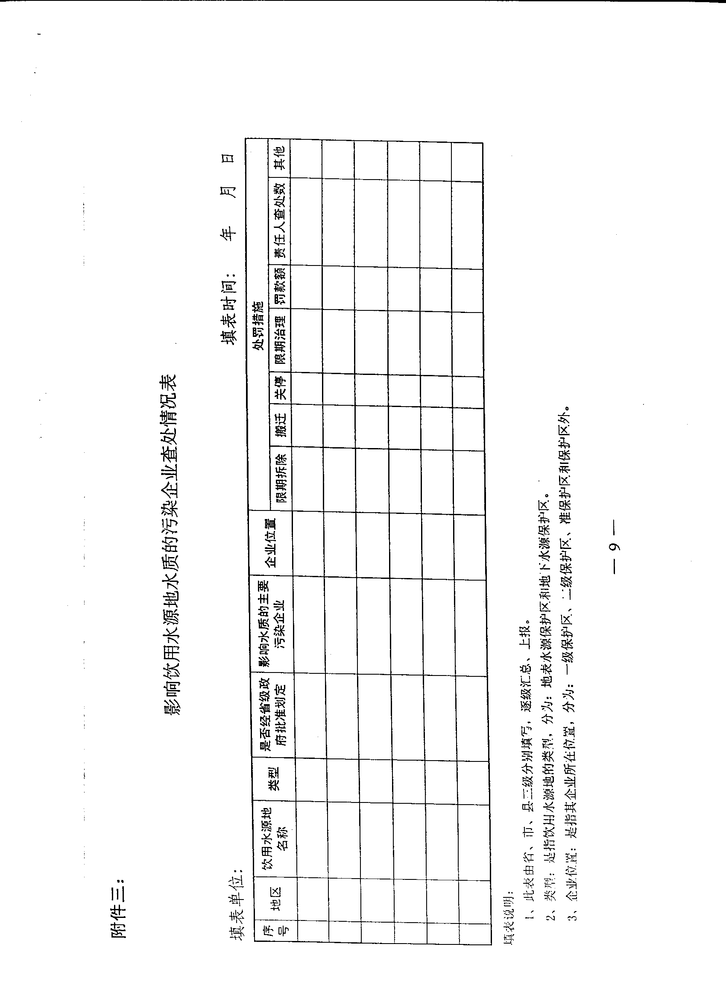 附件三：
影响饮用水源地水质的污染企业查处情况表
填表单位：
填表时间： 年 月 日
序
号
地区
饮用水源地
名称
类型
是否经省级政
府批准划定
影响水质的主要
污染企业
企业位置
处罚措施
限期拆除
搬迁
关停
限期治理
罚款额
责任人查处数
其他
填表说明：
1、此表由省、市、县三级分别填写，逐级汇总、上报。
2、类型：是指饮用水源地的类型，分为：地表水源保护区和地下水源保护区。
3、企业位置：是指其企业所在位置，分为：一级保护区、二级保护区、准保护区和保护区外。
— 9 —